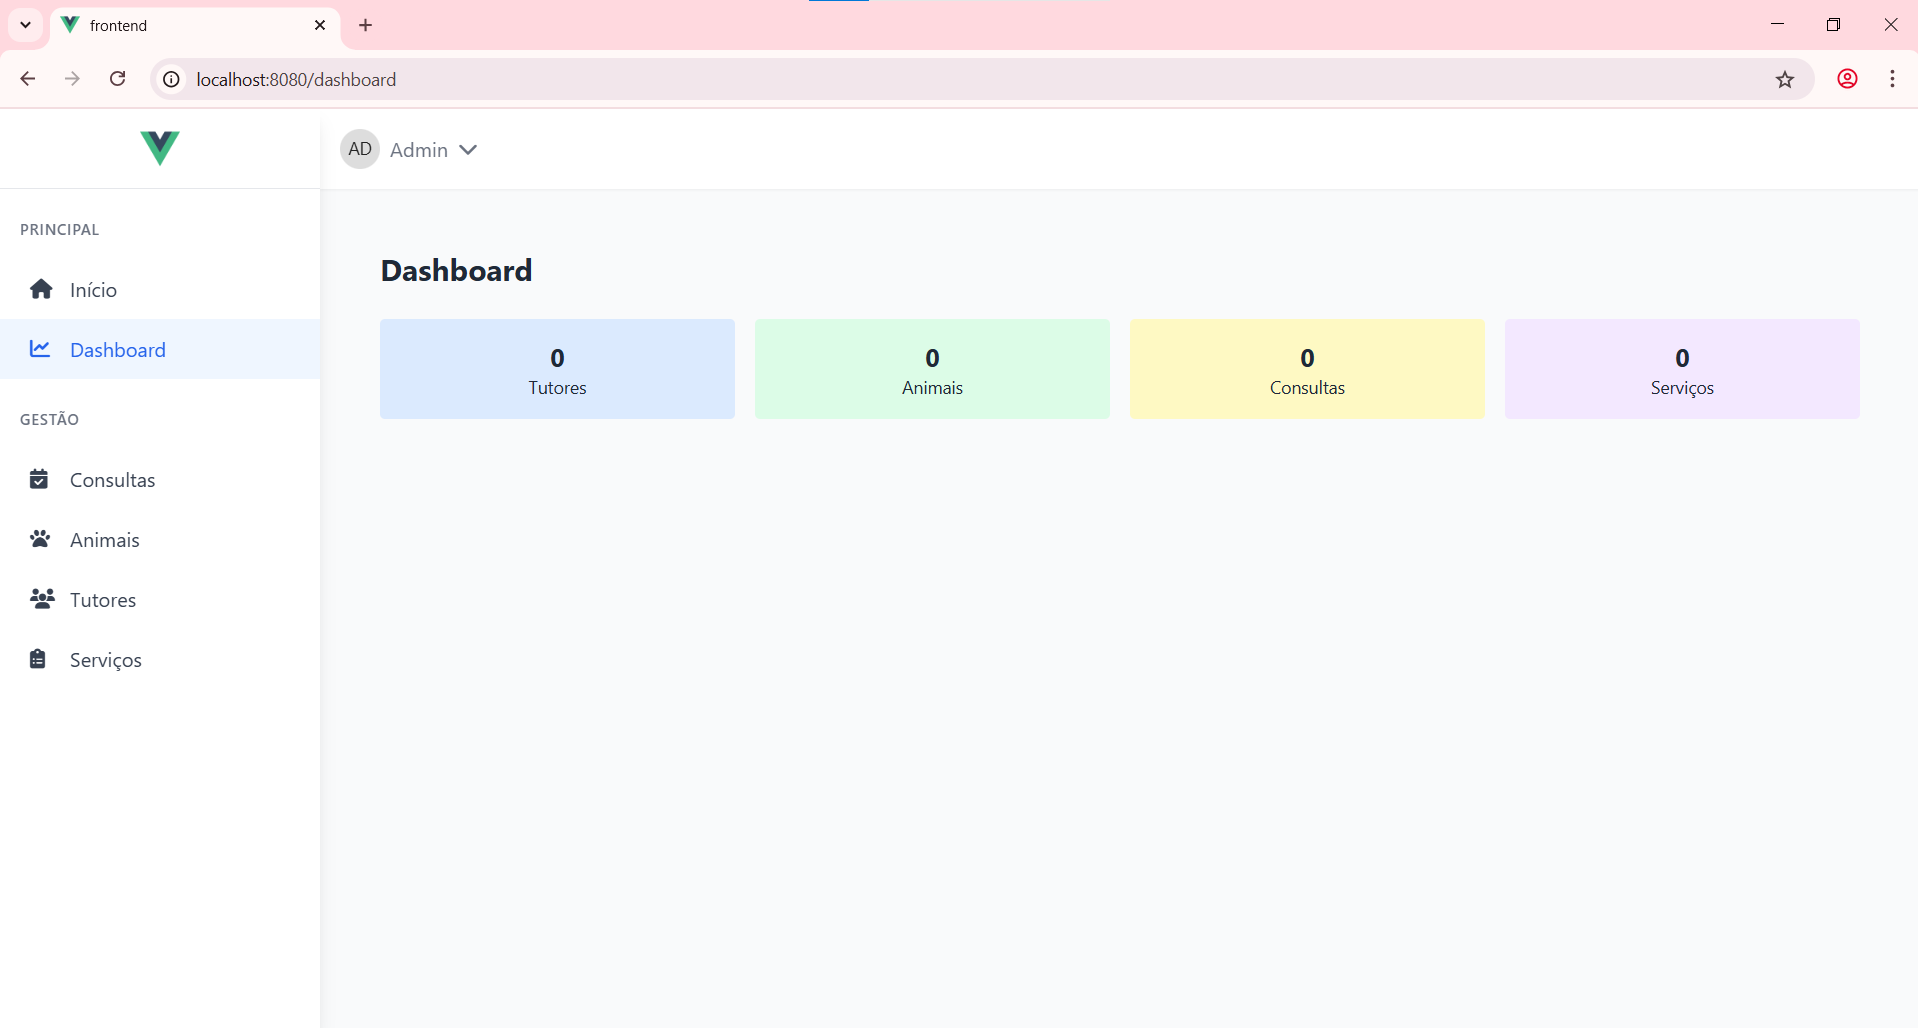 frontend
localhost:8080/dashboard
AD Admin
PRINCIPAL
Início
Dashboard
GESTÃO
Consultas
Animais
Tutores
Serviços
Dashboard
0
Tutores
0
Animais
0
Consultas
0
Serviços